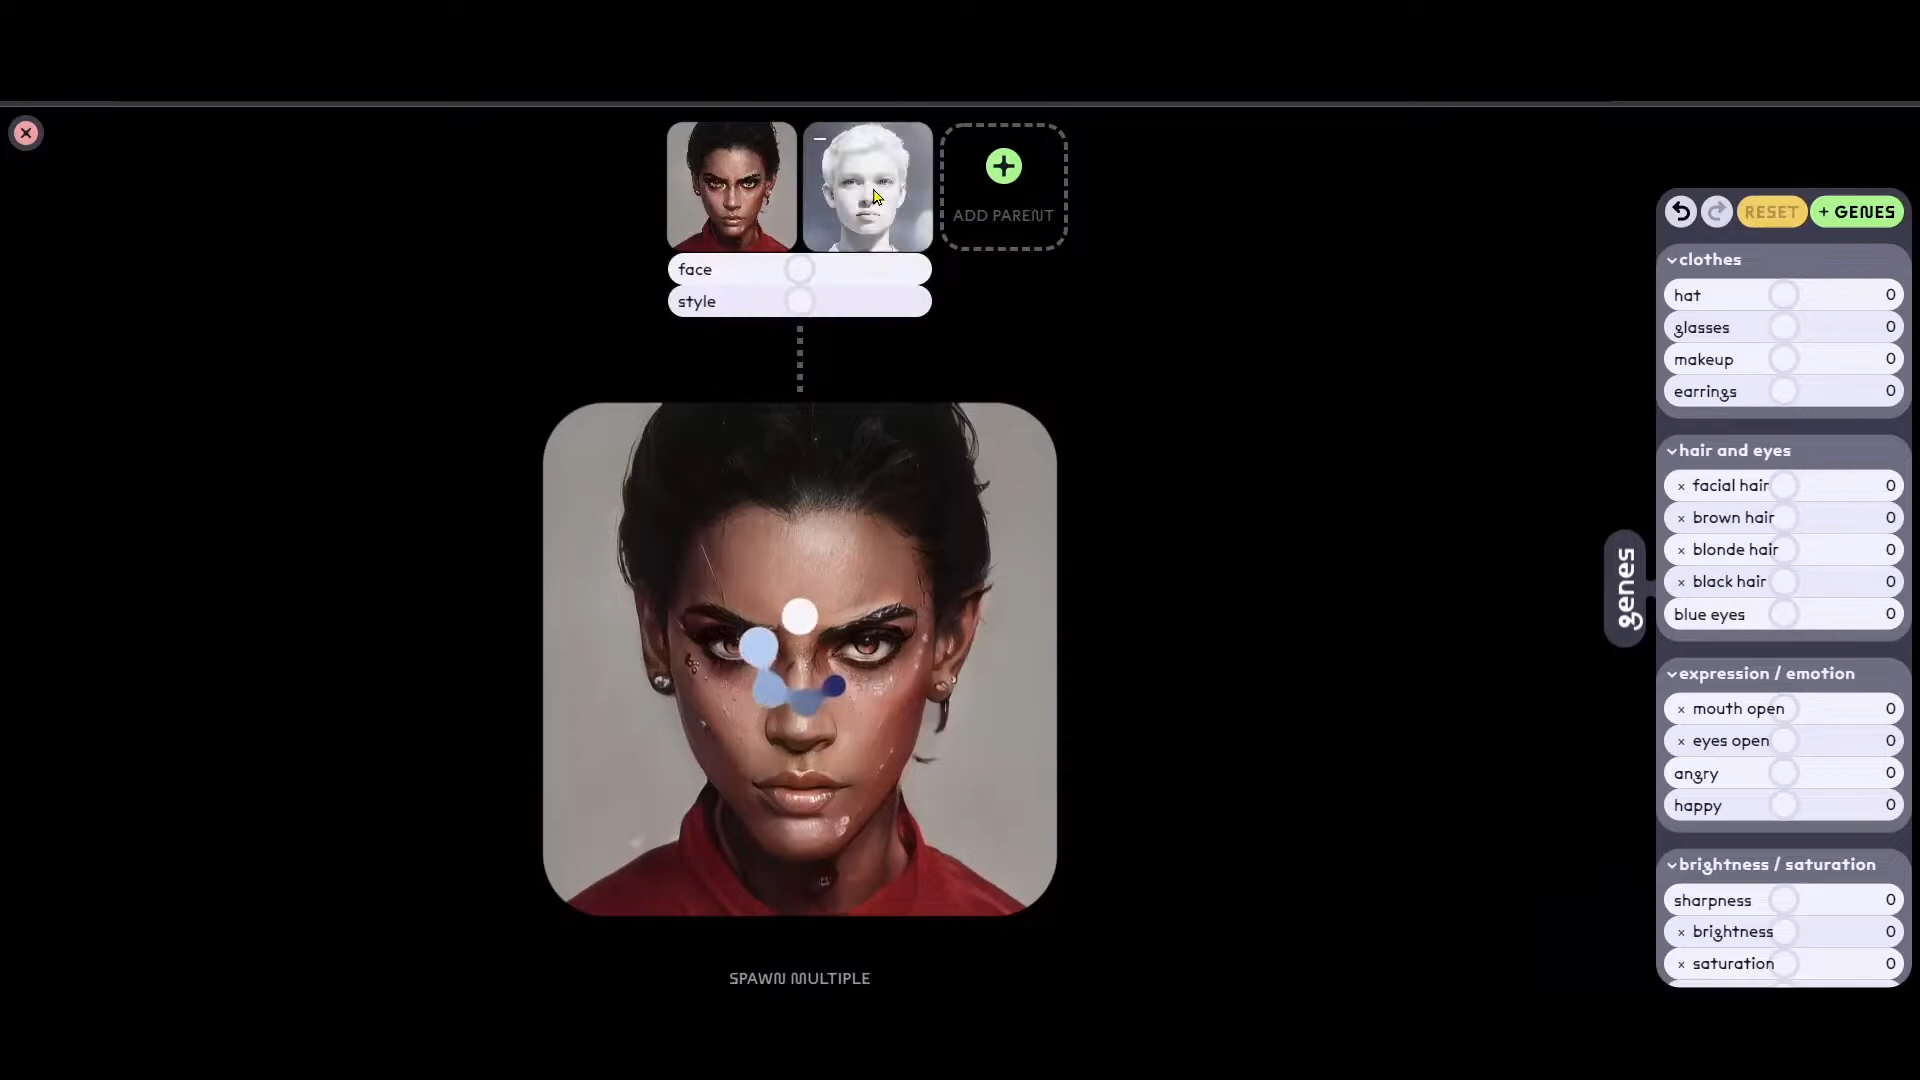 ADD PARENT
face
style
SPAWN MULTIPLE
genes
RESET
+ GENES
clothes
hat 0
glasses 0
makeup 0
earrings 0
hair and eyes
× facial hair 0
× brown hair 0
× blonde hair 0
× black hair 0
blue eyes 0
expression / emotion
× mouth open 0
× eyes open 0
angry 0
happy 0
brightness / saturation
sharpness 0
× brightness 0
× saturation 0